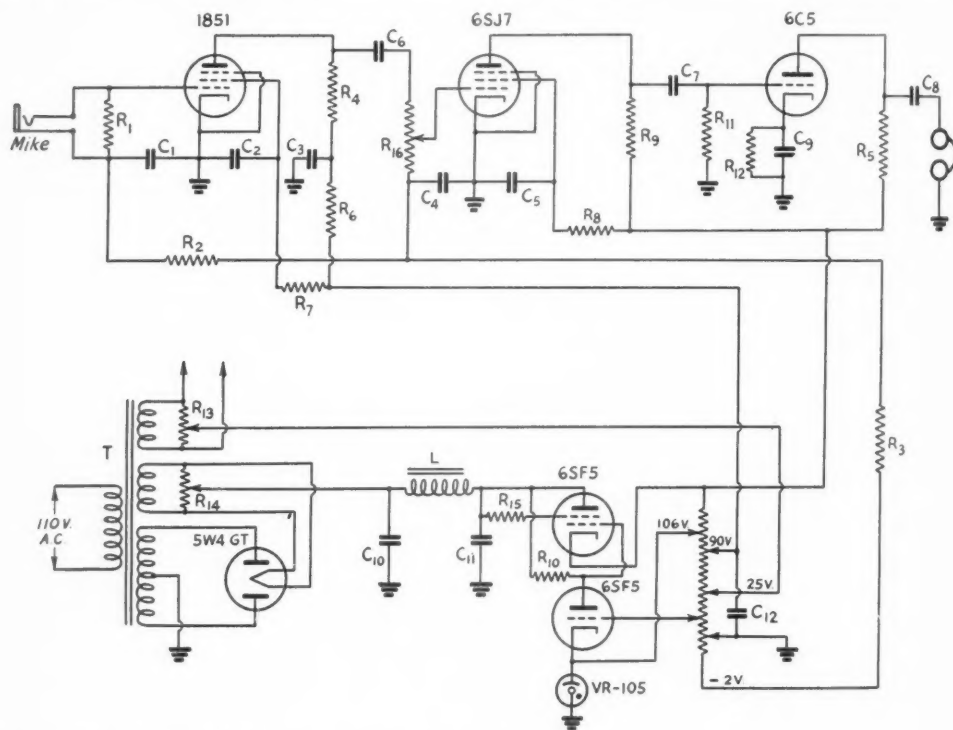 1851
6SJ7
6C5
Mike
R1
C1
C2
C3
R4
C6
R16
R6
C4
C5
R9
C7
R11
R12
C9
R5
C8
R2
R7
R8
R3
T
R13
R14
110 V.
A.C.
5W4 GT
L
C10
C11
R15
6SF5
R10
6SF5
VR-105
106V
90V
25V.
C12
- 2V.